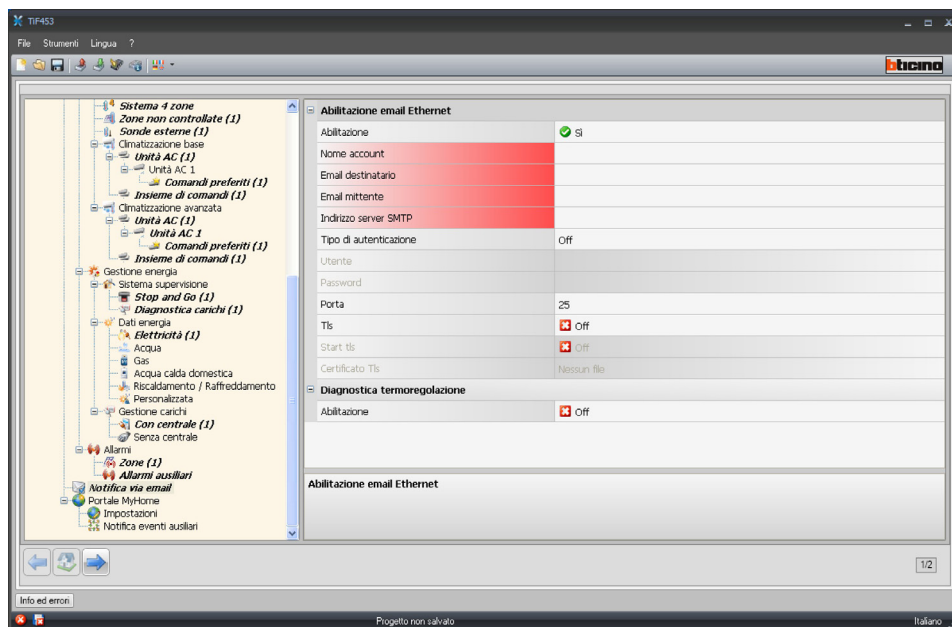 TiF453
File Strumenti Lingua ?
bticino
Sistema 4 zone
Zone non controllate (1)
Sonde esterne (1)
Climatizzazione base
Unità AC (1)
Unità AC 1
Comandi preferiti (1)
Insieme di comandi (1)
Climatizzazione avanzata
Unità AC (1)
Unità AC 1
Comandi preferiti (1)
Insieme di comandi (1)
Gestione energia
Sistema supervisione
Stop and Go (1)
Diagnostica carichi (1)
Dati energia
Elettricità (1)
Acqua
Gas
Acqua calda domestica
Riscaldamento / Raffreddamento
Personalizzata
Gestione carichi
Con centrale (1)
Senza centrale
Allarmi
Zone (1)
Allarmi ausiliari
Notifica via email
Portale MyHome
Impostazioni
Notifica eventi ausiliari
Abilitazione email Ethernet
Abilitazione Sì
Nome account
Email destinatario
Email mittente
Indirizzo server SMTP
Tipo di autenticazione Off
Utente
Password
Porta 25
Tls Off
Start tls Off
Certificato Tls Nessun file
Diagnostica termoregolazione
Abilitazione Off
Abilitazione email Ethernet
1/2
Info ed errori
Progetto non salvato Italiano